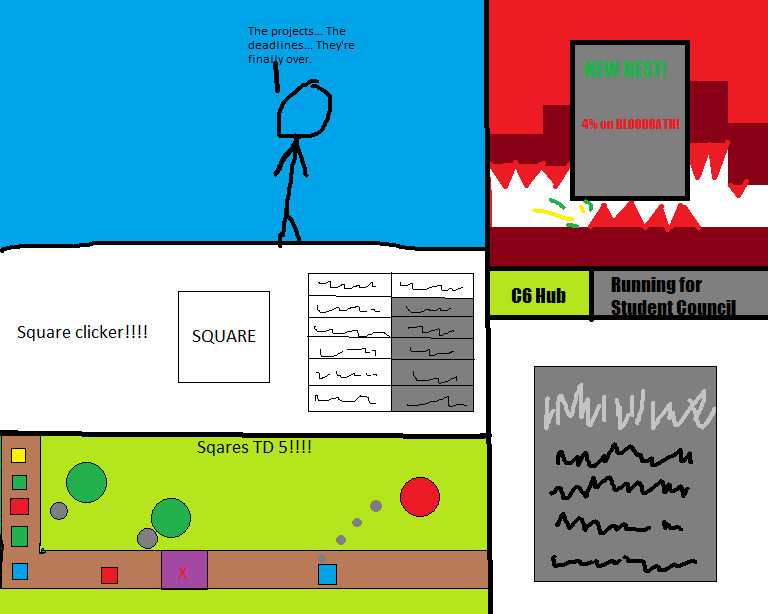 The projects... The
deadlines... They're
finally over.
NEW BEST!
4% on BLOODBATH!
C6 Hub
Running for
Student Council
Square clicker!!!!
SQUARE
Sqares TD 5!!!!
X